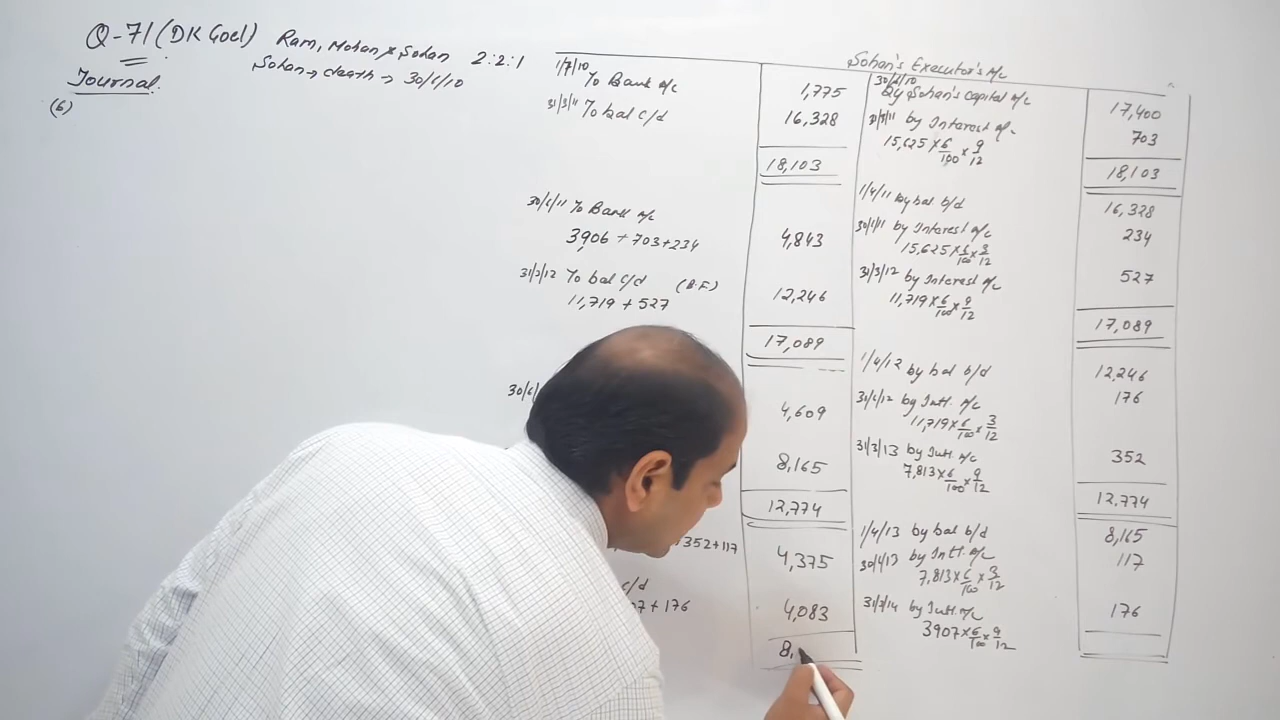 Q-71 (DK Goel) Ram, Mohan & Sohan 2:2:1
Sohan → death → 30/6/10
Journal
(6)
Sohan's Executor's A/c
1/7/10 To Bank A/c 1,775
31/3/11 To bal c/d 16,328
18,103
30/6/11 To Bank A/c
3906 + 703 + 234 4,843
31/3/12 To bal c/d (B.F)
11,719 + 527 12,246
17,089
30/6/
4,609
8,165
12,774
352 + 117
4,375
c/d
7 + 176
4,083
8,
30/6/10 By Sohan's Capital A/c 17,400
31/3/11 by Interest A/c 703
15,625 × 6/100 × 9/12
18,103
1/4/11 by bal b/d 16,328
30/6/11 by Interest A/c 234
15,625 × 6/100 × 3/12
31/3/12 by Interest A/c 527
11,719 × 6/100 × 9/12
17,089
1/4/12 by bal b/d 12,246
31/6/12 by Intt. A/c 176
11,719 × 6/100 × 3/12
31/3/13 by Intt. A/c 352
7,813 × 6/100 × 9/12
12,774
1/4/13 by bal b/d 8,165
by Intt. A/c 117
7,813 × 6/100 × 3/12
31/3/14 by Intt. A/c 176
3907 × 6/100 × 9/12